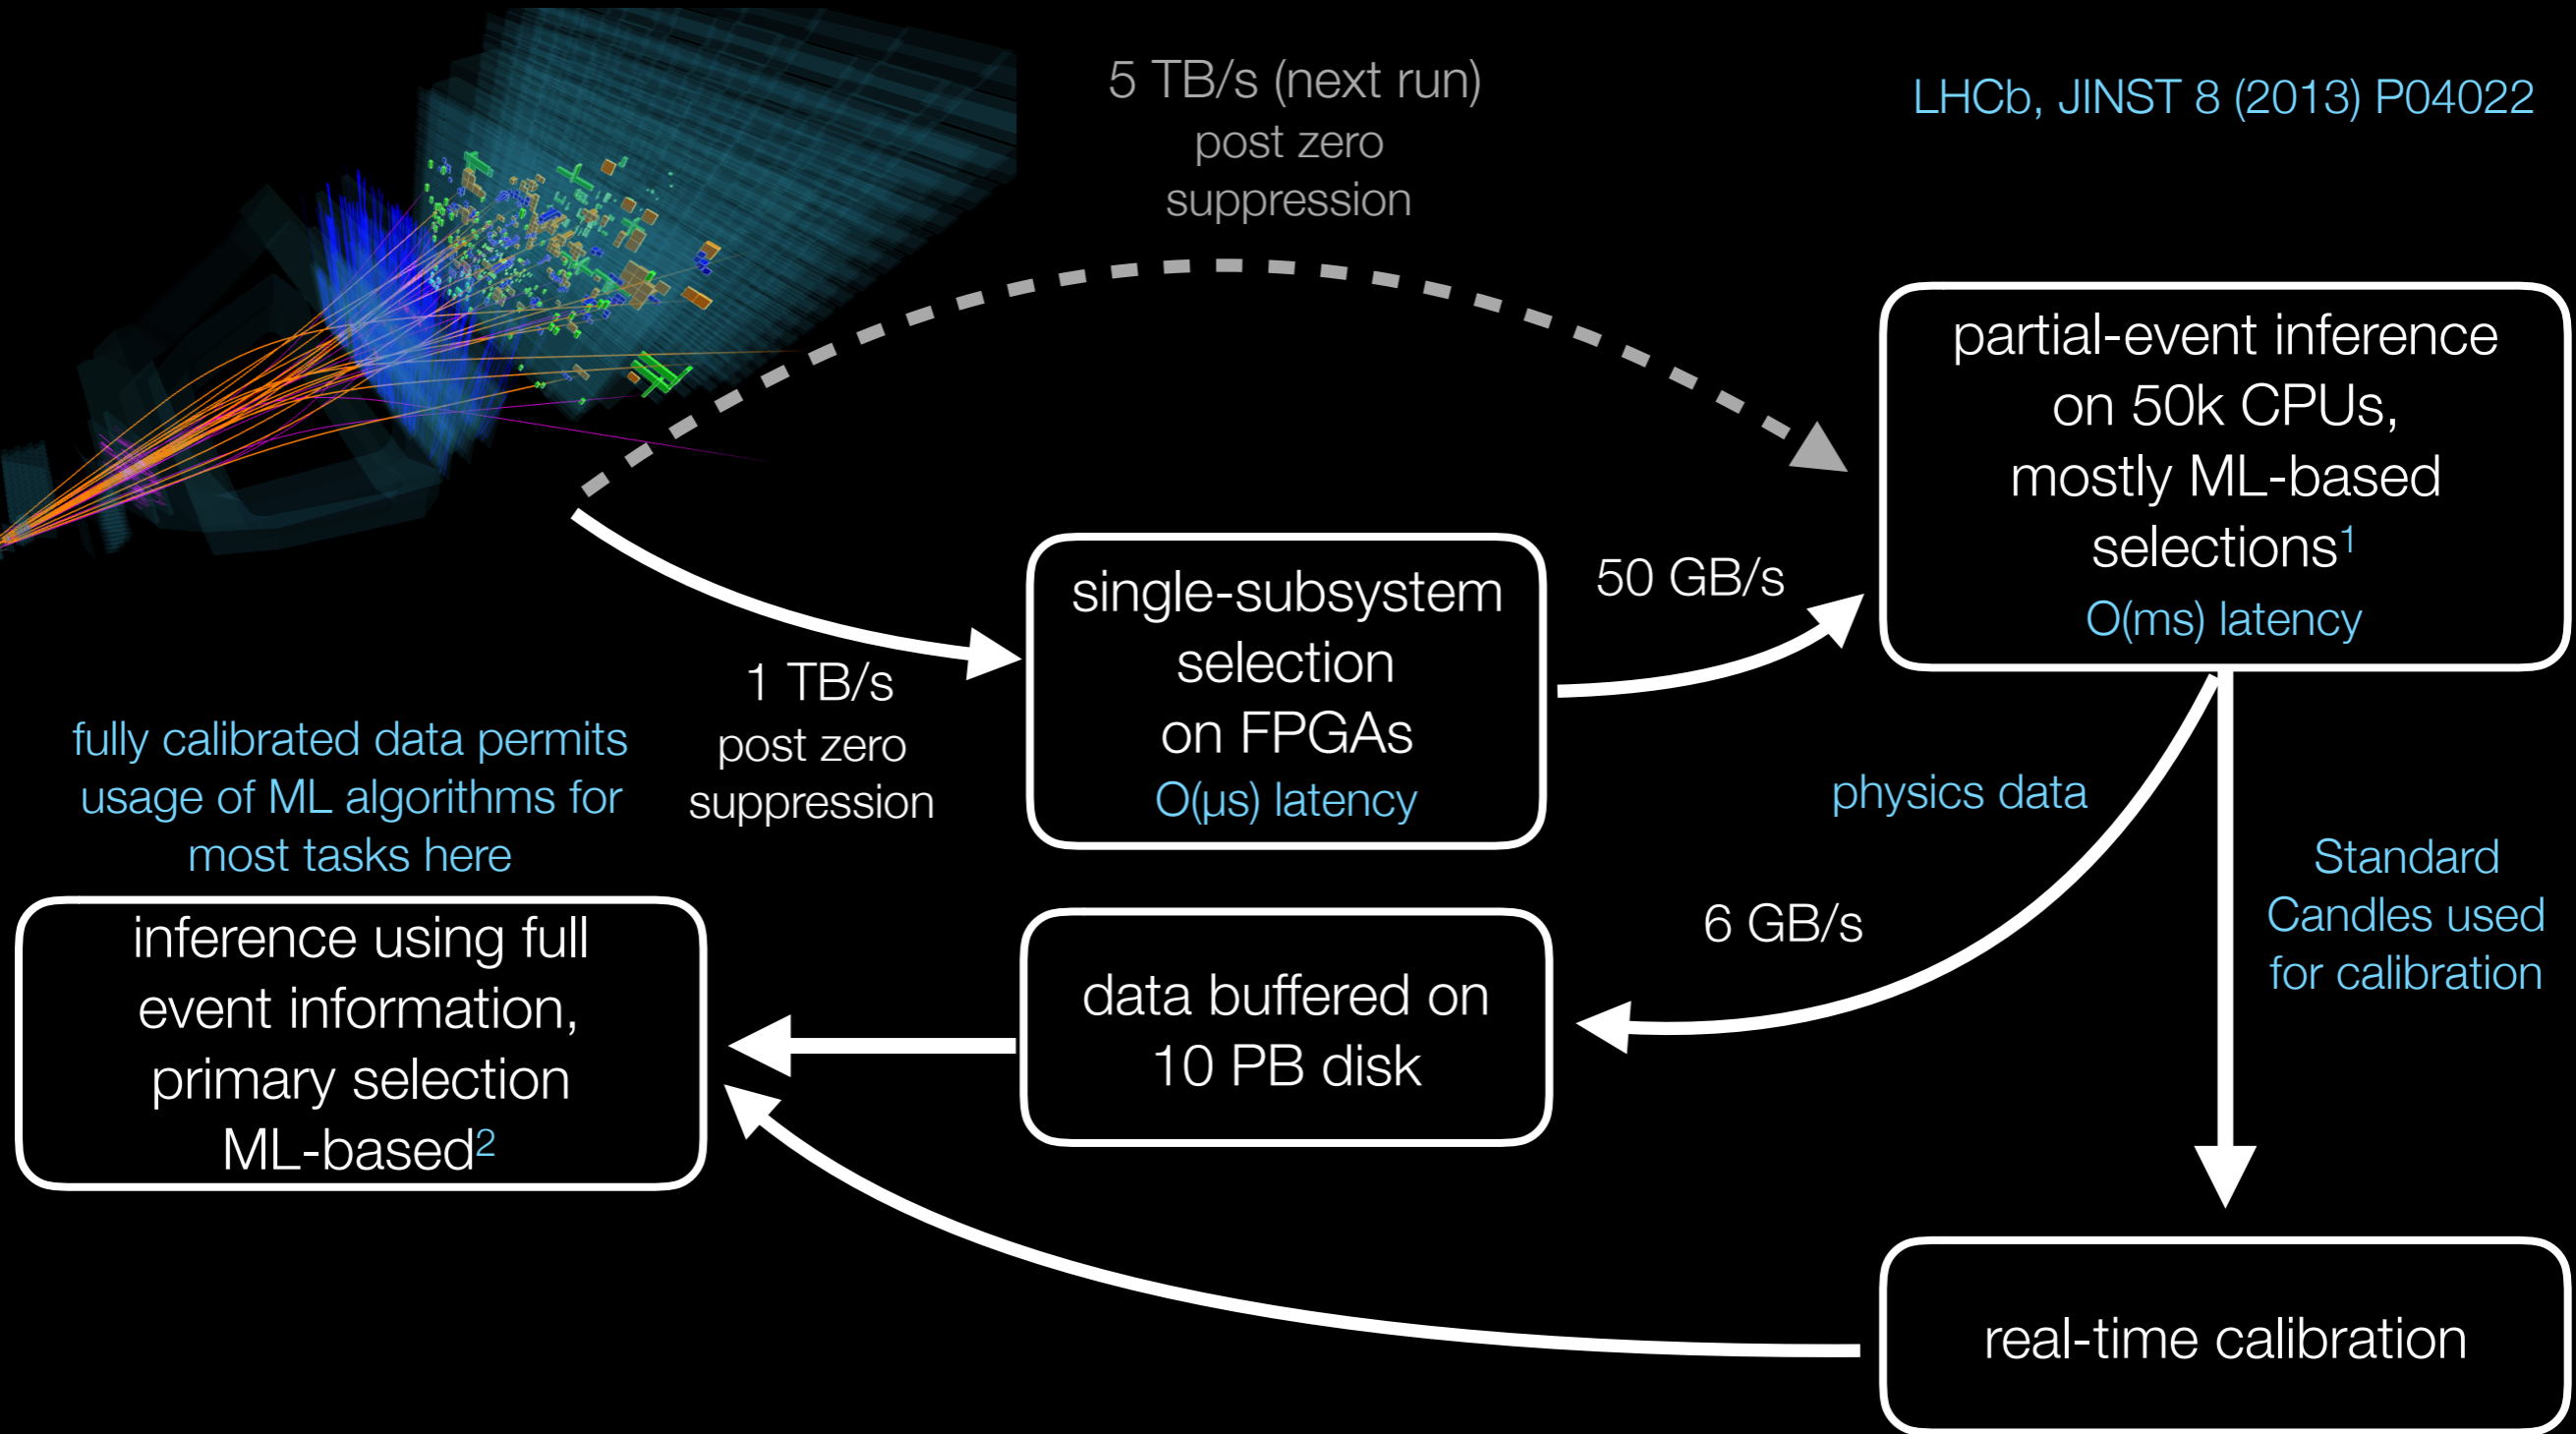 5 TB/s (next run)
post zero
suppression
LHCb, JINST 8 (2013) P04022
partial-event inference
on 50k CPUs,
mostly ML-based
selections¹
O(ms) latency
single-subsystem
selection
on FPGAs
O(μs) latency
50 GB/s
1 TB/s
post zero
suppression
fully calibrated data permits
usage of ML algorithms for
most tasks here
physics data
Standard
Candles used
for calibration
6 GB/s
inference using full
event information,
primary selection
ML-based²
data buffered on
10 PB disk
real-time calibration